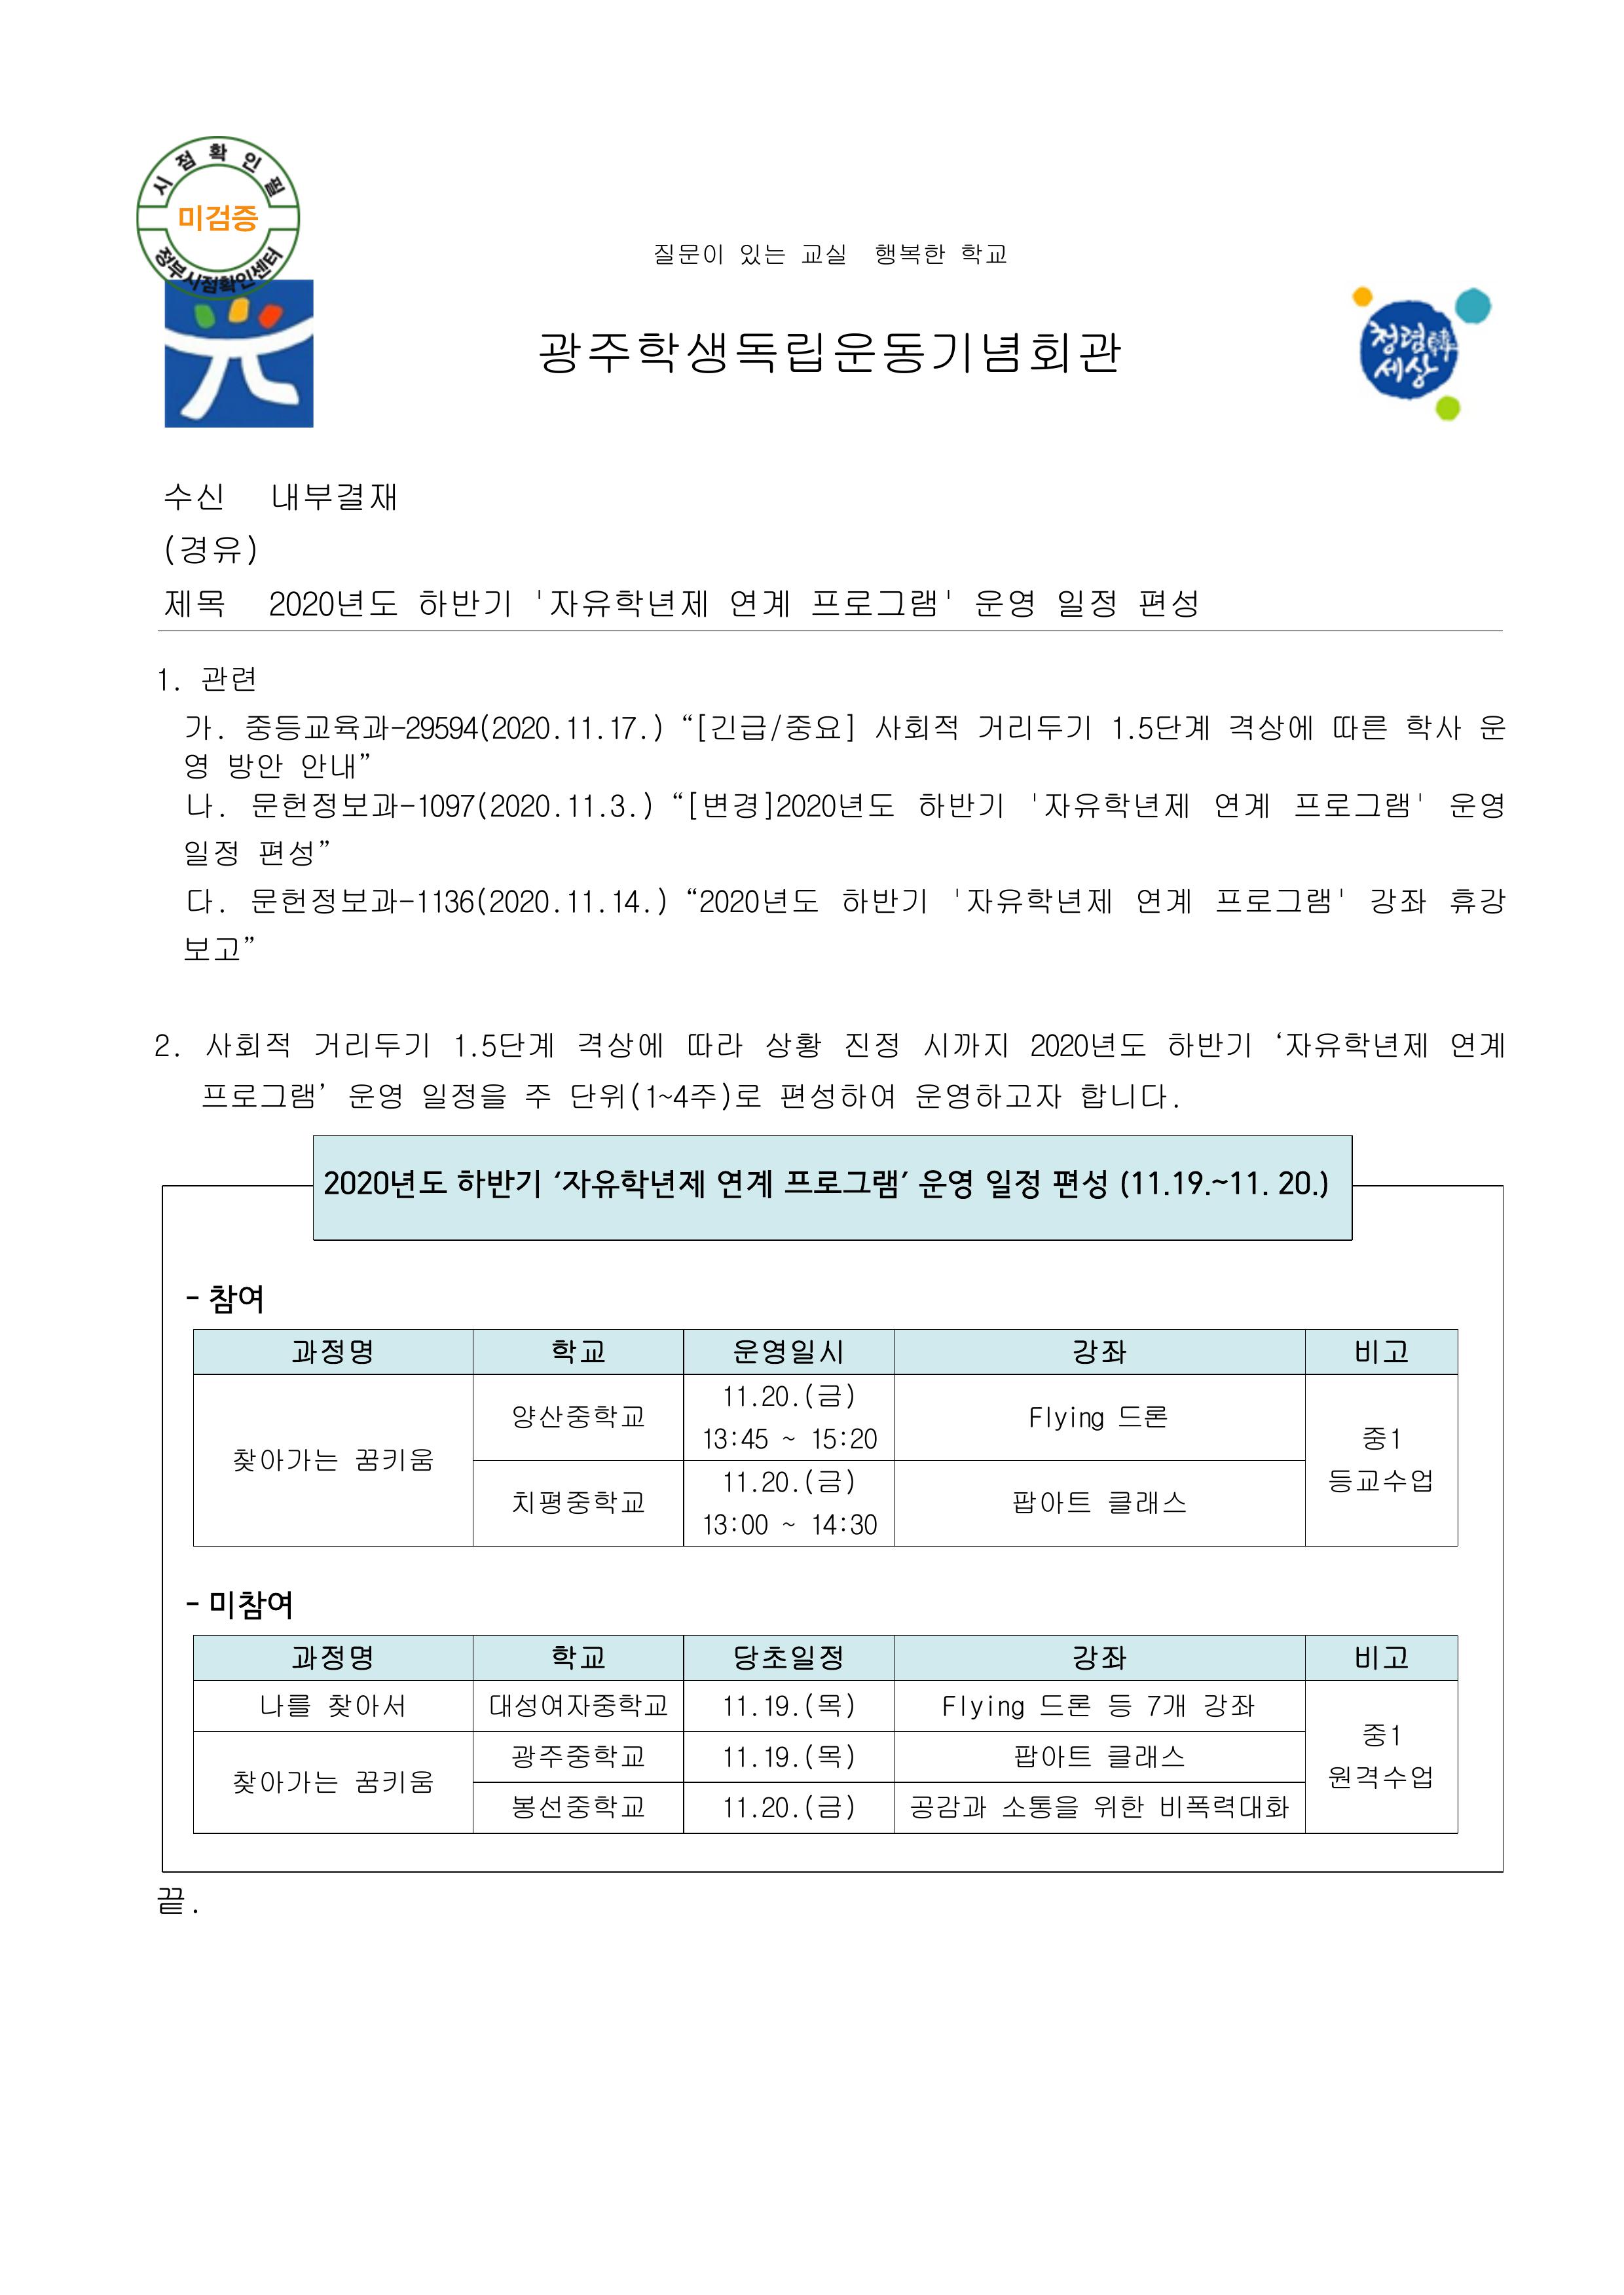 시점확인필
미검증
정부시점확인센터
질문이 있는 교실  행복한 학교
광주학생독립운동기념회관
청렴韓
세상
수신  내부결재
(경유)
제목  2020년도 하반기 '자유학년제 연계 프로그램' 운영 일정 편성
1. 관련
가. 중등교육과-29594(2020.11.17.) “[긴급/중요] 사회적 거리두기 1.5단계 격상에 따른 학사 운
영 방안 안내”
나. 문헌정보과-1097(2020.11.3.) “[변경]2020년도 하반기 '자유학년제 연계 프로그램' 운영
일정 편성”
다. 문헌정보과-1136(2020.11.14.) “2020년도 하반기 '자유학년제 연계 프로그램' 강좌 휴강
보고”
2. 사회적 거리두기 1.5단계 격상에 따라 상황 진정 시까지 2020년도 하반기 ‘자유학년제 연계
프로그램’ 운영 일정을 주 단위(1~4주)로 편성하여 운영하고자 합니다.
2020년도 하반기 ‘자유학년제 연계 프로그램’ 운영 일정 편성 (11.19.~11. 20.)
- 참여
과정명 학교 운영일시 강좌 비고
찾아가는 꿈키움 양산중학교 11.20.(금) 13:45 ~ 15:20 Flying 드론 중1 등교수업
치평중학교 11.20.(금) 13:00 ~ 14:30 팝아트 클래스
- 미참여
과정명 학교 당초일정 강좌 비고
나를 찾아서 대성여자중학교 11.19.(목) Flying 드론 등 7개 강좌 중1 원격수업
찾아가는 꿈키움 광주중학교 11.19.(목) 팝아트 클래스
봉선중학교 11.20.(금) 공감과 소통을 위한 비폭력대화
끝.